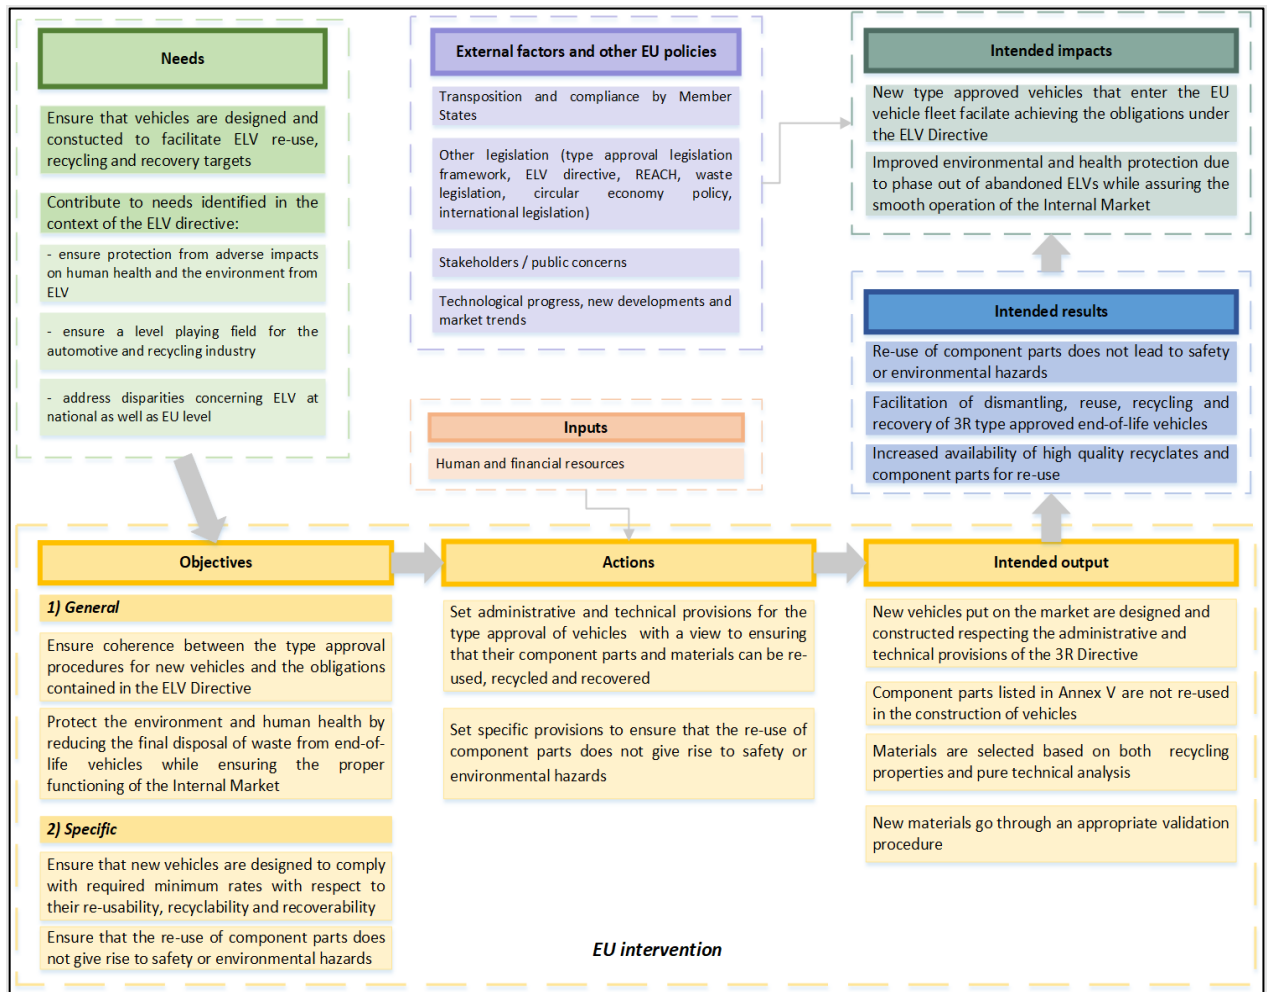 Needs
Ensure that vehicles are designed and
constucted to facilitate ELV re-use,
recycling and recovery targets
Contribute to needs identified in the
context of the ELV directive:
- ensure protection from adverse impacts
on human health and the environment from
ELV
- ensure a level playing field for the
automotive and recycling industry
- address disparities concerning ELV at
national as well as EU level
External factors and other EU policies
Transposition and compliance by Member
States
Other legislation (type approval legislation
framework, ELV directive, REACH, waste
legislation, circular economy policy,
international legislation)
Stakeholders / public concerns
Technological progress, new developments and
market trends
Inputs
Human and financial resources
Intended impacts
New type approved vehicles that enter the EU
vehicle fleet facilate achieving the obligations under
the ELV Directive
Improved environmental and health protection due
to phase out of abandoned ELVs while assuring the
smooth operation of the Internal Market
Intended results
Re-use of component parts does not lead to safety
or environmental hazards
Facilitation of dismantling, reuse, recycling and
recovery of 3R type approved end-of-life vehicles
Increased availability of high quality recyclates and
component parts for re-use
Objectives
1) General
Ensure coherence between the type approval
procedures for new vehicles and the obligations
contained in the ELV Directive
Protect the environment and human health by
reducing the final disposal of waste from end-of-
life vehicles while ensuring the proper
functioning of the Internal Market
2) Specific
Ensure that new vehicles are designed to comply
with required minimum rates with respect to
their re-usability, recyclability and recoverability
Ensure that the re-use of component parts does
not give rise to safety or environmental hazards
Actions
Set administrative and technical provisions for the
type approval of vehicles with a view to ensuring
that their component parts and materials can be re-
used, recycled and recovered
Set specific provisions to ensure that the re-use of
component parts does not give rise to safety or
environmental hazards
Intended output
New vehicles put on the market are designed and
constructed respecting the administrative and
technical provisions of the 3R Directive
Component parts listed in Annex V are not re-used
in the construction of vehicles
Materials are selected based on both recycling
properties and pure technical analysis
New materials go through an appropriate validation
procedure
EU intervention